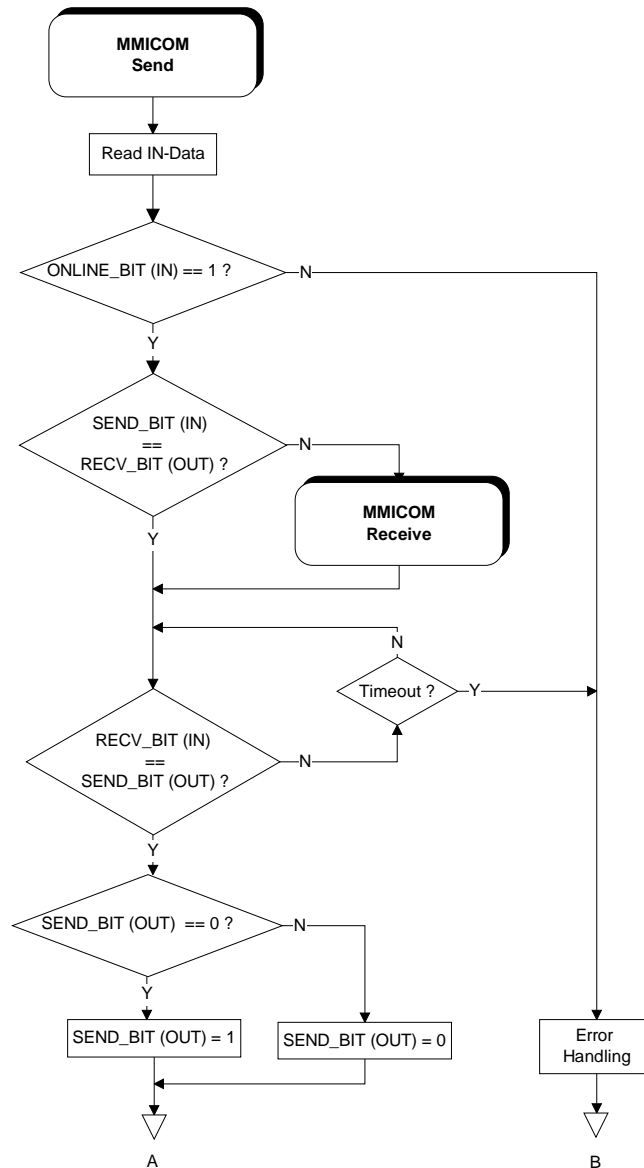 MMICOM
Send
Read IN-Data
ONLINE_BIT (IN) == 1 ?
N
Y
SEND_BIT (IN)
==
RECV_BIT (OUT) ?
N
MMICOM
Receive
Y
N
Timeout ?
Y
RECV_BIT (IN)
==
SEND_BIT (OUT) ?
N
Y
SEND_BIT (OUT) == 0 ?
N
Y
SEND_BIT (OUT) = 1
SEND_BIT (OUT) = 0
Error
Handling
A
B